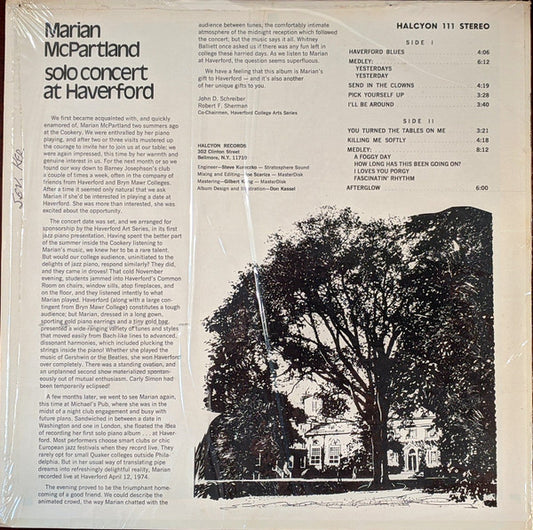 Marian
McPartland
solo concert
at Haverford
We first became acquainted with, and quickly
enamored of, Marian McPartland two summers ago
at the Cookery. We were enthralled by her piano
playing, and after two or three visits mustered up
the courage to invite her to join us at our table; we
were again impressed, this time by her warmth and
genuine interest in us. For the next month or so we
found our way down to Barney Josephson's club
a couple of times a week, often in the company of
friends from Haverford and Bryn Mawr Colleges.
After a time it seemed only natural that we ask
Marian if she'd be interested in playing a date at
Haverford. She was more than interested, she was
excited about the opportunity.
The concert date was set, and we arranged for
sponsorship by the Haverford Art Series, in its first
jazz piano presentation. Having spent the better part
of the summer inside the Cookery listening to
Marian's music, we knew her to be a rare talent.
But would our college audience, uninitiated to the
delights of jazz piano, respond similarly? They did,
and they came in droves! That cold November
evening, students jammed into Haverford's Common
Room on chairs, window sills, atop fireplaces, and
on the floor, and they listened intently to what
Marian played. Haverford (along with a large con-
tingent from Bryn Mawr College) constitutes a tough
audience; but Marian, dressed in a long gown,
sporting gold piano earrings and a tiny gold bag,
presented a wide-ranging variety of tunes and styles
that moved easily from Bach-like lines to advanced,
dissonant harmonies, which included plucking the
strings inside the piano! Whether she played the
music of Gershwin or the Beatles, she won Haverford
over completely. There was a standing ovation, and
an unplanned second show materialized spontan-
eously out of mutual enthusiasm. Carly Simon had
been temporarily eclipsed!
A few months later, we went to see Marian again,
this time at Michael's Pub, where she was in the
midst of a night club engagement and busy with
future plans. Sandwiched in between a date in
Washington and one in London, she floated the idea
of recording her first solo piano album . . . at Haver-
ford. Most performers choose smart clubs or chic
European jazz festivals when they record live. They
rarely opt for small Quaker colleges outside Phila-
delphia. But in her usual way of translating pipe
dreams into refreshingly delightful reality, Marian
recorded live at Haverford April 12, 1974.
The evening proved to be the triumphant home-
coming of a good friend. We could describe the
animated crowd, the way Marian chatted with the
audience between tunes, the comfortably intimate
atmosphere of the midnight reception which followed
the concert; but the music says it all. Whitney
Balliett once asked us if there was any fun left in
college these harried days. As we listen to Marian
at Haverford, the question seems superfluous.
We have a feeling that this album is Marian's
gift to Haverford — and it's also another
of her unique gifts to you.
John D. Schreiber
Robert F. Sherman
Co-Chairmen, Haverford College Arts Series
HALCYON RECORDS
302 Clinton Street
Bellmore, N.Y. 11710
Mixing and Editing—Joe Scarize — MasterDisk
Mastering—Gilbert Kong — MasterDisk
Album Design and Illustration—Don Kassel
HALCYON 111 STEREO
SIDE I
HAVERFORD BLUES 4:06
MEDLEY: 6:12
YESTERDAYS
YESTERDAY
SEND IN THE CLOWNS 4:19
PICK YOURSELF UP 3:28
I'LL BE AROUND 3:40
SIDE II
YOU TURNED THE TABLES ON ME 3:21
KILLING ME SOFTLY 4:18
MEDLEY: 8:12
A FOGGY DAY
HOW LONG HAS THIS BEEN GOING ON?
I LOVES YOU PORGY
FASCINATIN' RHYTHM
AFTERGLOW 6:00